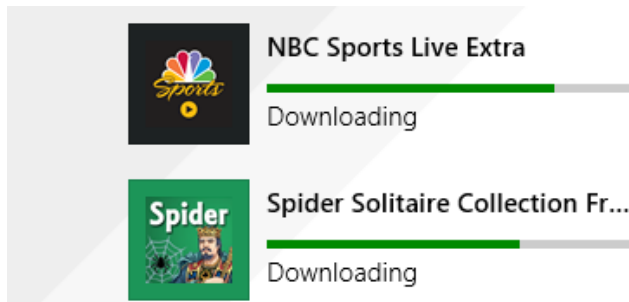 NBC Sports Live Extra
Sports
Downloading
Spider Solitaire Collection Fr...
Spider
Downloading